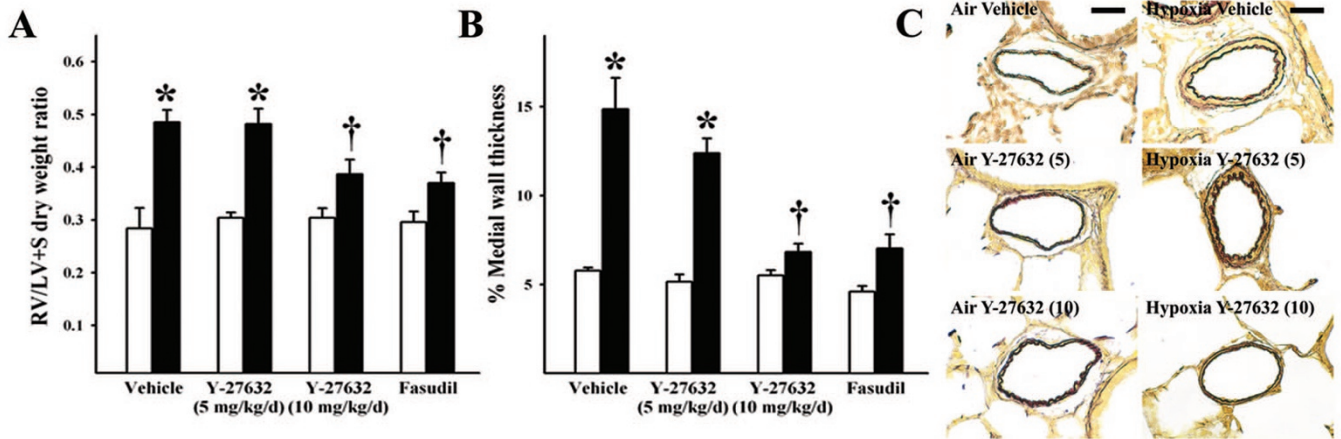 A
RV/LV+S dry weight ratio
0.6
0.5
0.4
0.3
0.2
0.1
* * † †
Vehicle Y-27632 Y-27632 Fasudil
(5 mg/kg/d) (10 mg/kg/d)
B
% Medial wall thickness
15
10
5
* * † †
Vehicle Y-27632 Y-27632 Fasudil
(5 mg/kg/d) (10 mg/kg/d)
C
Air Vehicle
Hypoxia Vehicle
Air Y-27632 (5)
Hypoxia Y-27632 (5)
Air Y-27632 (10)
Hypoxia Y-27632 (10)